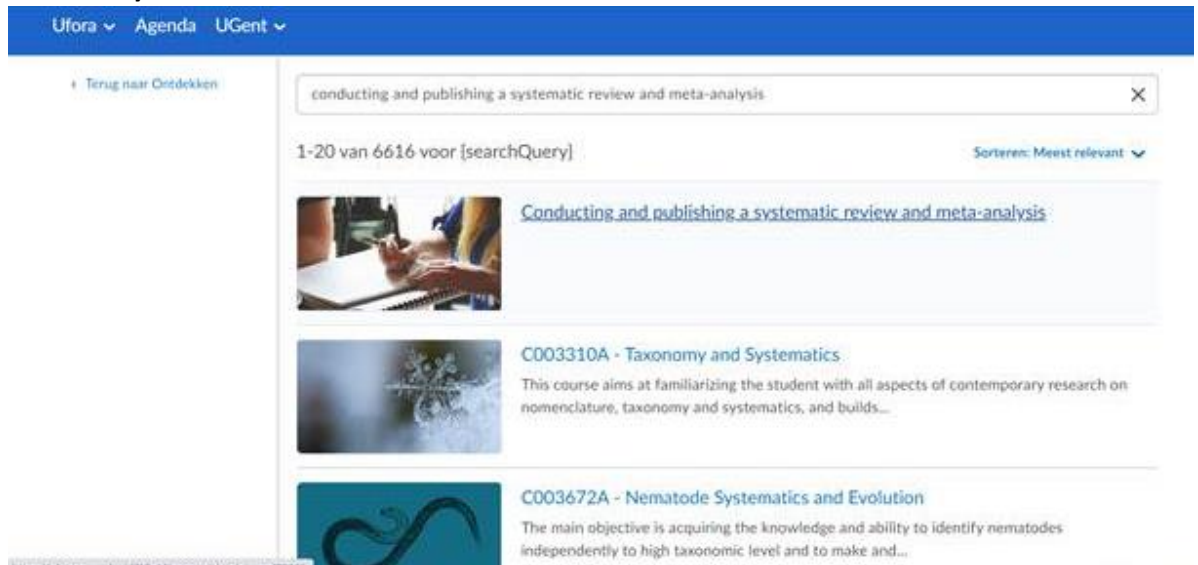 Ufora Agenda UGent
Terug naar Ontdekken
conducting and publishing a systematic review and meta-analysis
1-20 van 6616 voor [searchQuery]
Sorteren: Meest relevant
Conducting and publishing a systematic review and meta-analysis
C003310A - Taxonomy and Systematics
This course aims at familiarizing the student with all aspects of contemporary research on
nomenclature, taxonomy and systematics, and builds...
C003672A - Nematode Systematics and Evolution
The main objective is acquiring the knowledge and ability to identify nematodes
independently to high taxonomic level and to make and...